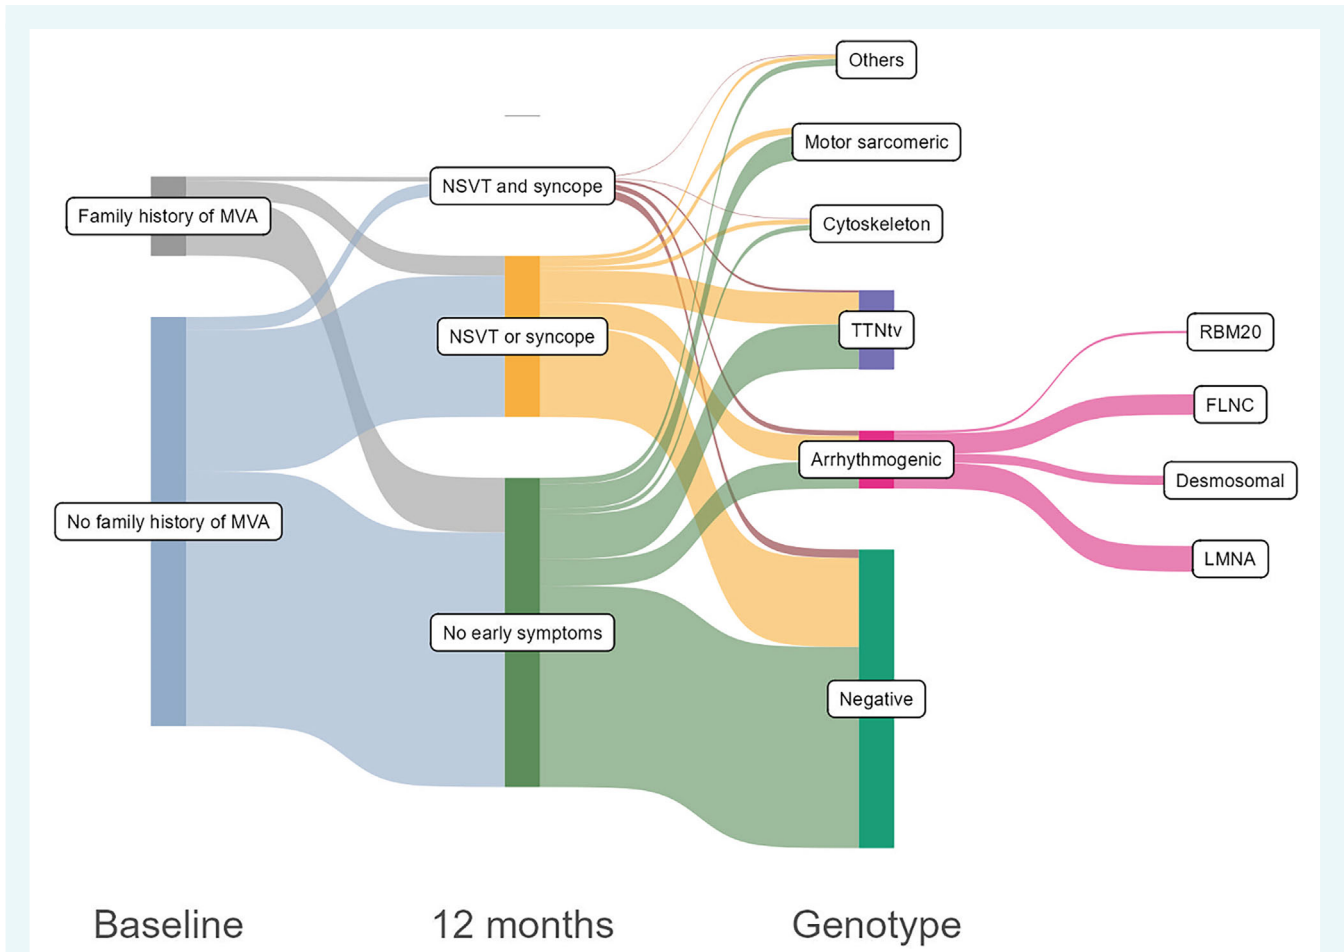 Others
Motor sarcomeric
NSVT and syncope
Family history of MVA
Cytoskeleton
NSVT or syncope
TTNtv
RBM20
FLNC
Arrhythmogenic
Desmosomal
No family history of MVA
LMNA
No early symptoms
Negative
Baseline
12 months
Genotype